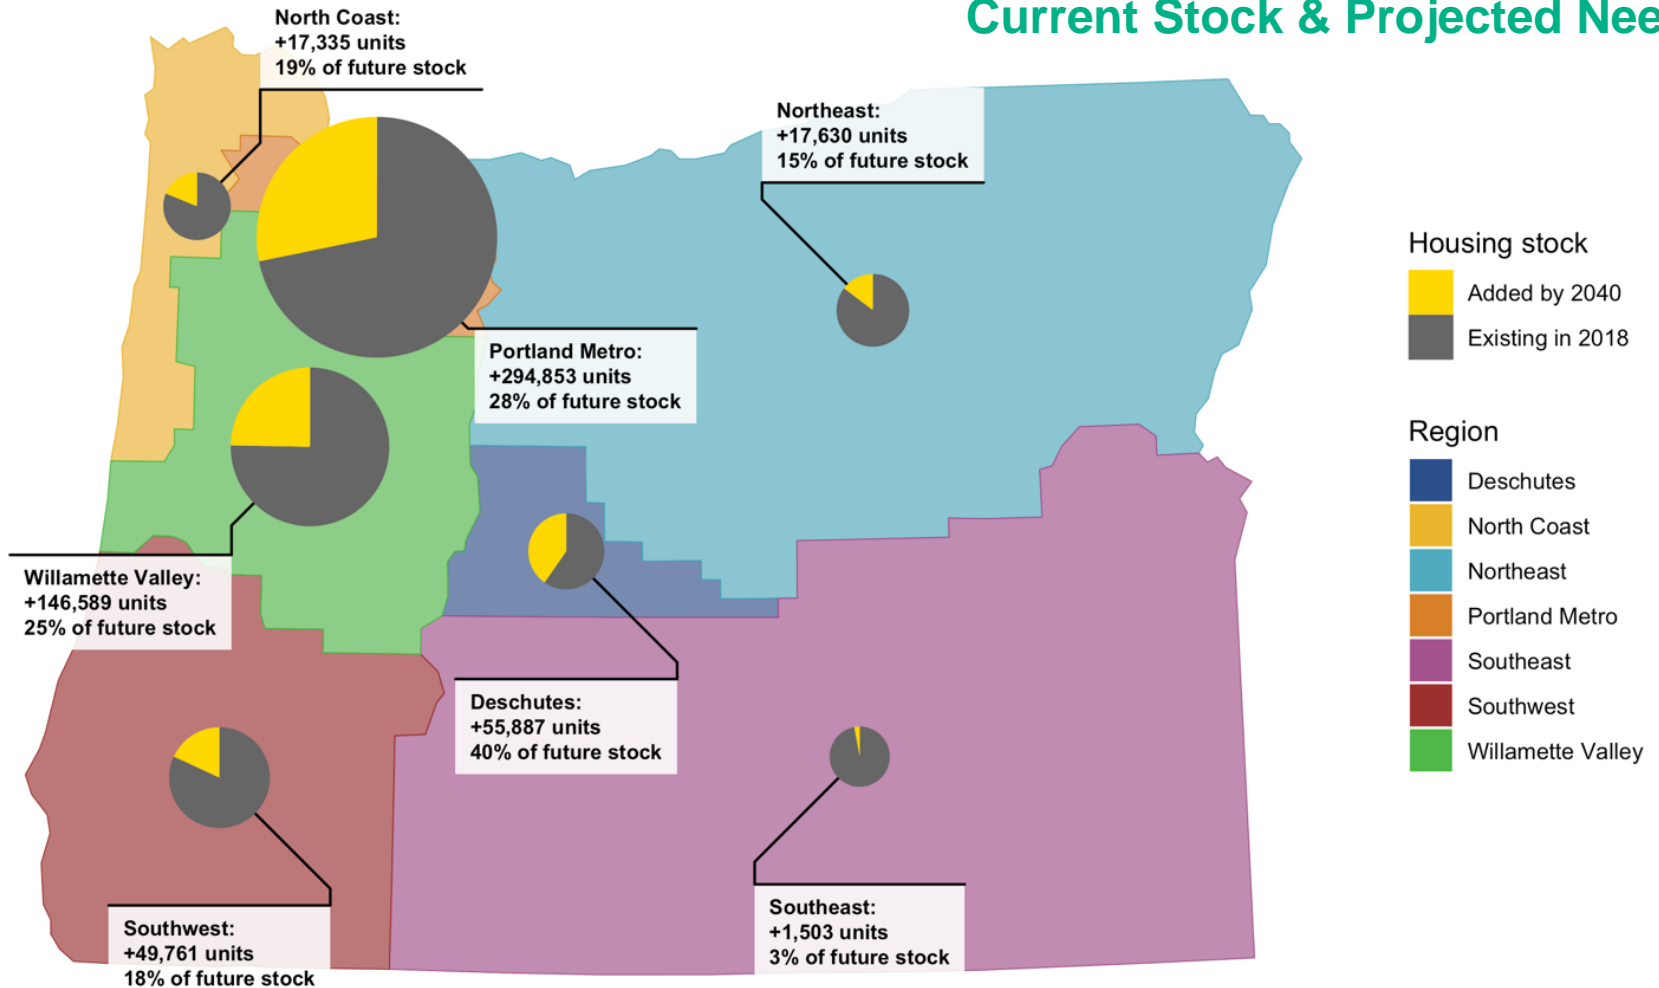 Current Stock & Projected
North Coast:
+17,335 units
19% of future stock
Northeast:
+17,630 units
15% of future stock
Portland Metro:
+294,853 units
28% of future stock
Willamette Valley:
+146,589 units
25% of future stock
Deschutes:
+55,887 units
40% of future stock
Southwest:
+49,761 units
18% of future stock
Southeast:
+1,503 units
3% of future stock
Housing stock
Added by 2040
Existing in 2018
Region
Deschutes
North Coast
Northeast
Portland Metro
Southeast
Southwest
Willamette Valley